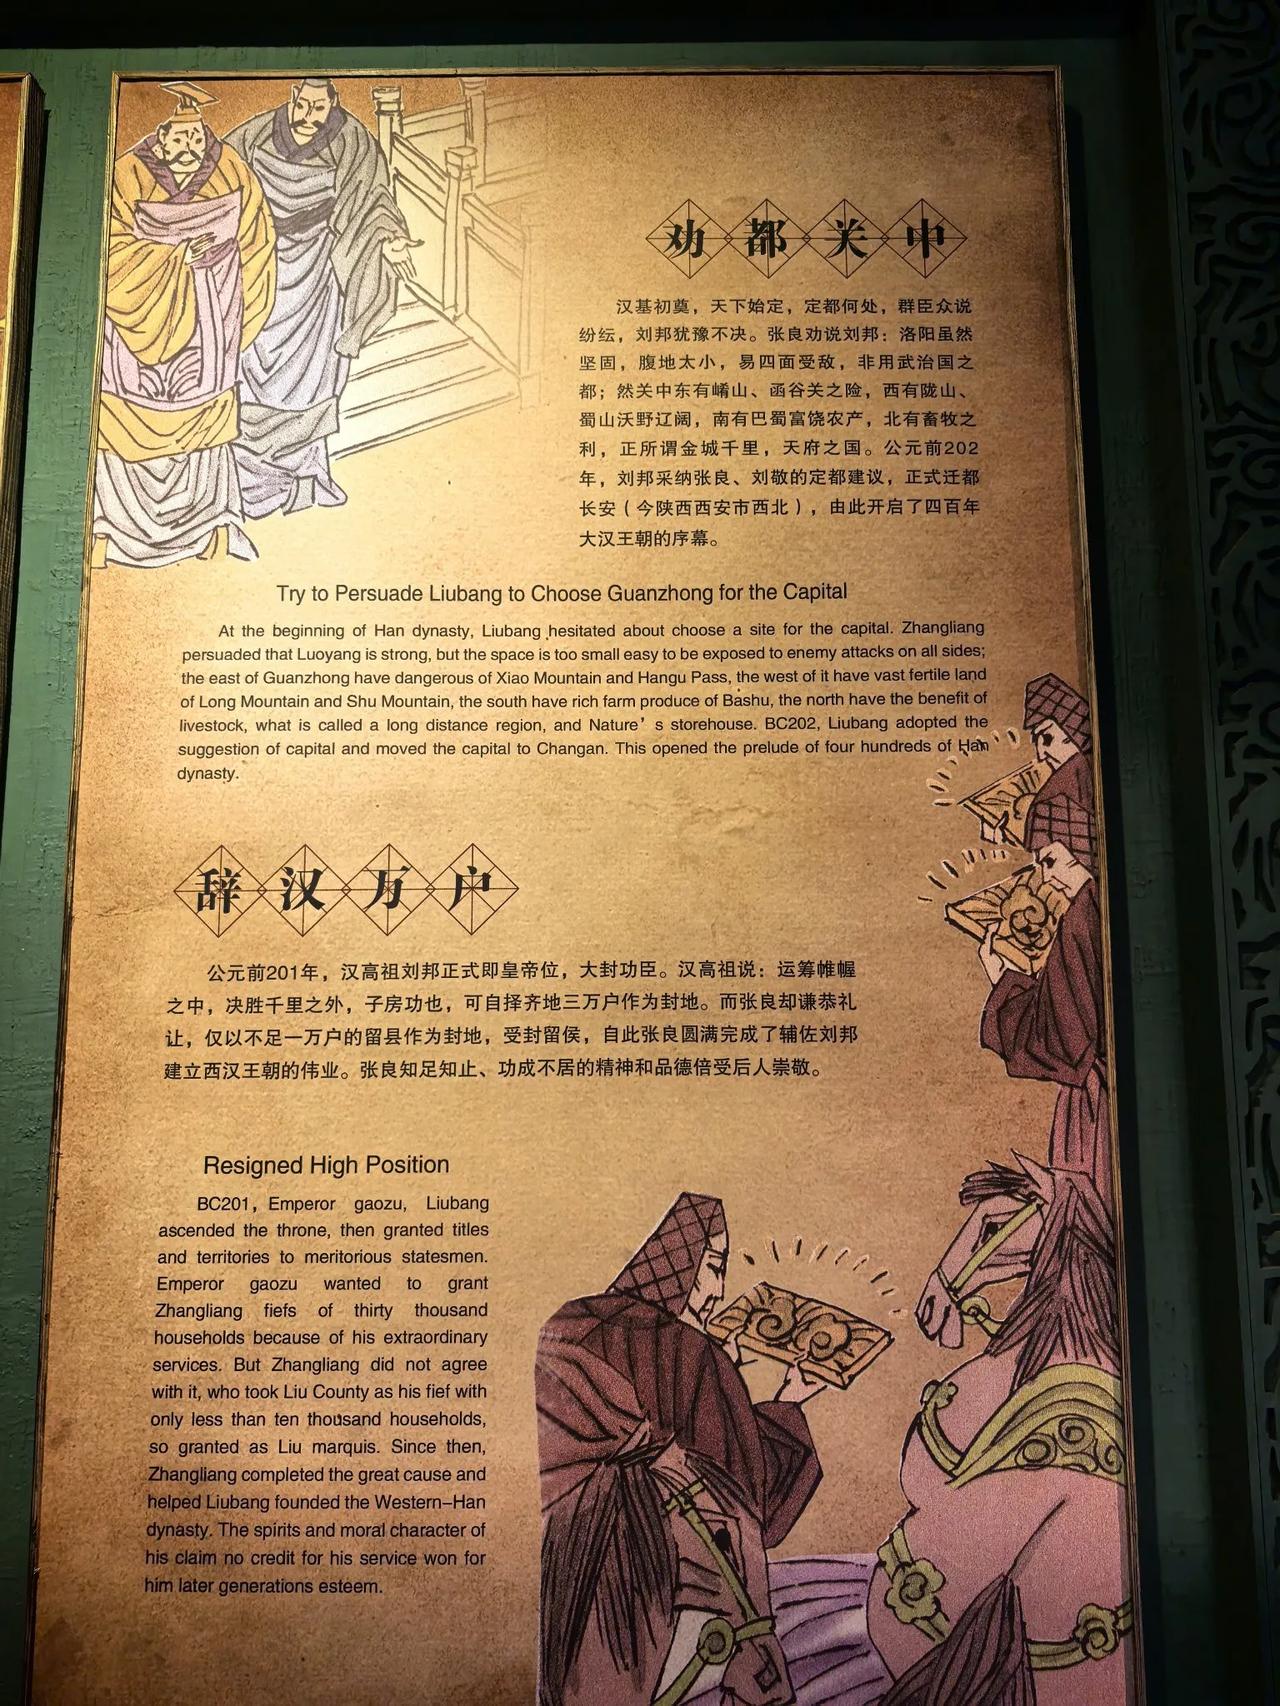 劝都关中
汉基初奠，天下始定，定都何处，群臣众说
纷纭，刘邦犹豫不决。张良劝说刘邦：洛阳虽然
坚固，腹地太小，易四面受敌，非用武治国之
都；然关中东有崤山、函谷关之险，西有陇山、
蜀山沃野辽阔，南有巴蜀富饶农产，北有畜牧之
利，正所谓金城千里，天府之国。公元前202
年，刘邦采纳张良、刘敬的定都建议，正式迁都
长安（今陕西西安市西北），由此开启了四百年
大汉王朝的序幕。
Try to Persuade Liubang to Choose Guanzhong for the Capital
At the beginning of Han dynasty, Liubang hesitated about choose a site for the capital. Zhangliang
persuaded that Luoyang is strong, but the space is too small easy to be exposed to enemy attacks on all sides;
the east of Guanzhong have dangerous of Xiao Mountain and Hangu Pass, the west of it have vast fertile land
of Long Mountain and Shu Mountain, the south have rich farm produce of Bashu, the north have the benefit of
livestock, what is called a long distance region, and Nature's storehouse. BC202, Liubang adopted the
suggestion of capital and moved the capital to Changan. This opened the prelude of four hundreds of Han
dynasty.
辞汉万户
公元前201年，汉高祖刘邦正式即皇帝位，大封功臣。汉高祖说：运筹帷幄
之中，决胜千里之外，子房功也，可自择齐地三万户作为封地。而张良却谦恭礼
让，仅以不足一万户的留县作为封地，受封留侯，自此张良圆满完成了辅佐刘邦
建立西汉王朝的伟业。张良知足知止、功成不居的精神和品德倍受后人崇敬。
Resigned High Position
BC201, Emperor gaozu, Liubang
ascended the throne, then granted titles
and territories to meritorious statesmen.
Emperor gaozu wanted to grant
Zhangliang fiefs of thirty thousand
households because of his extraordinary
services. But Zhangliang did not agree
with it, who took Liu County as his fief with
only less than ten thousand households,
so granted as Liu marquis. Since then,
Zhangliang completed the great cause and
helped Liubang founded the Western-Han
dynasty. The spirits and moral character of
his claim no credit for his service won for
him later generations esteem.